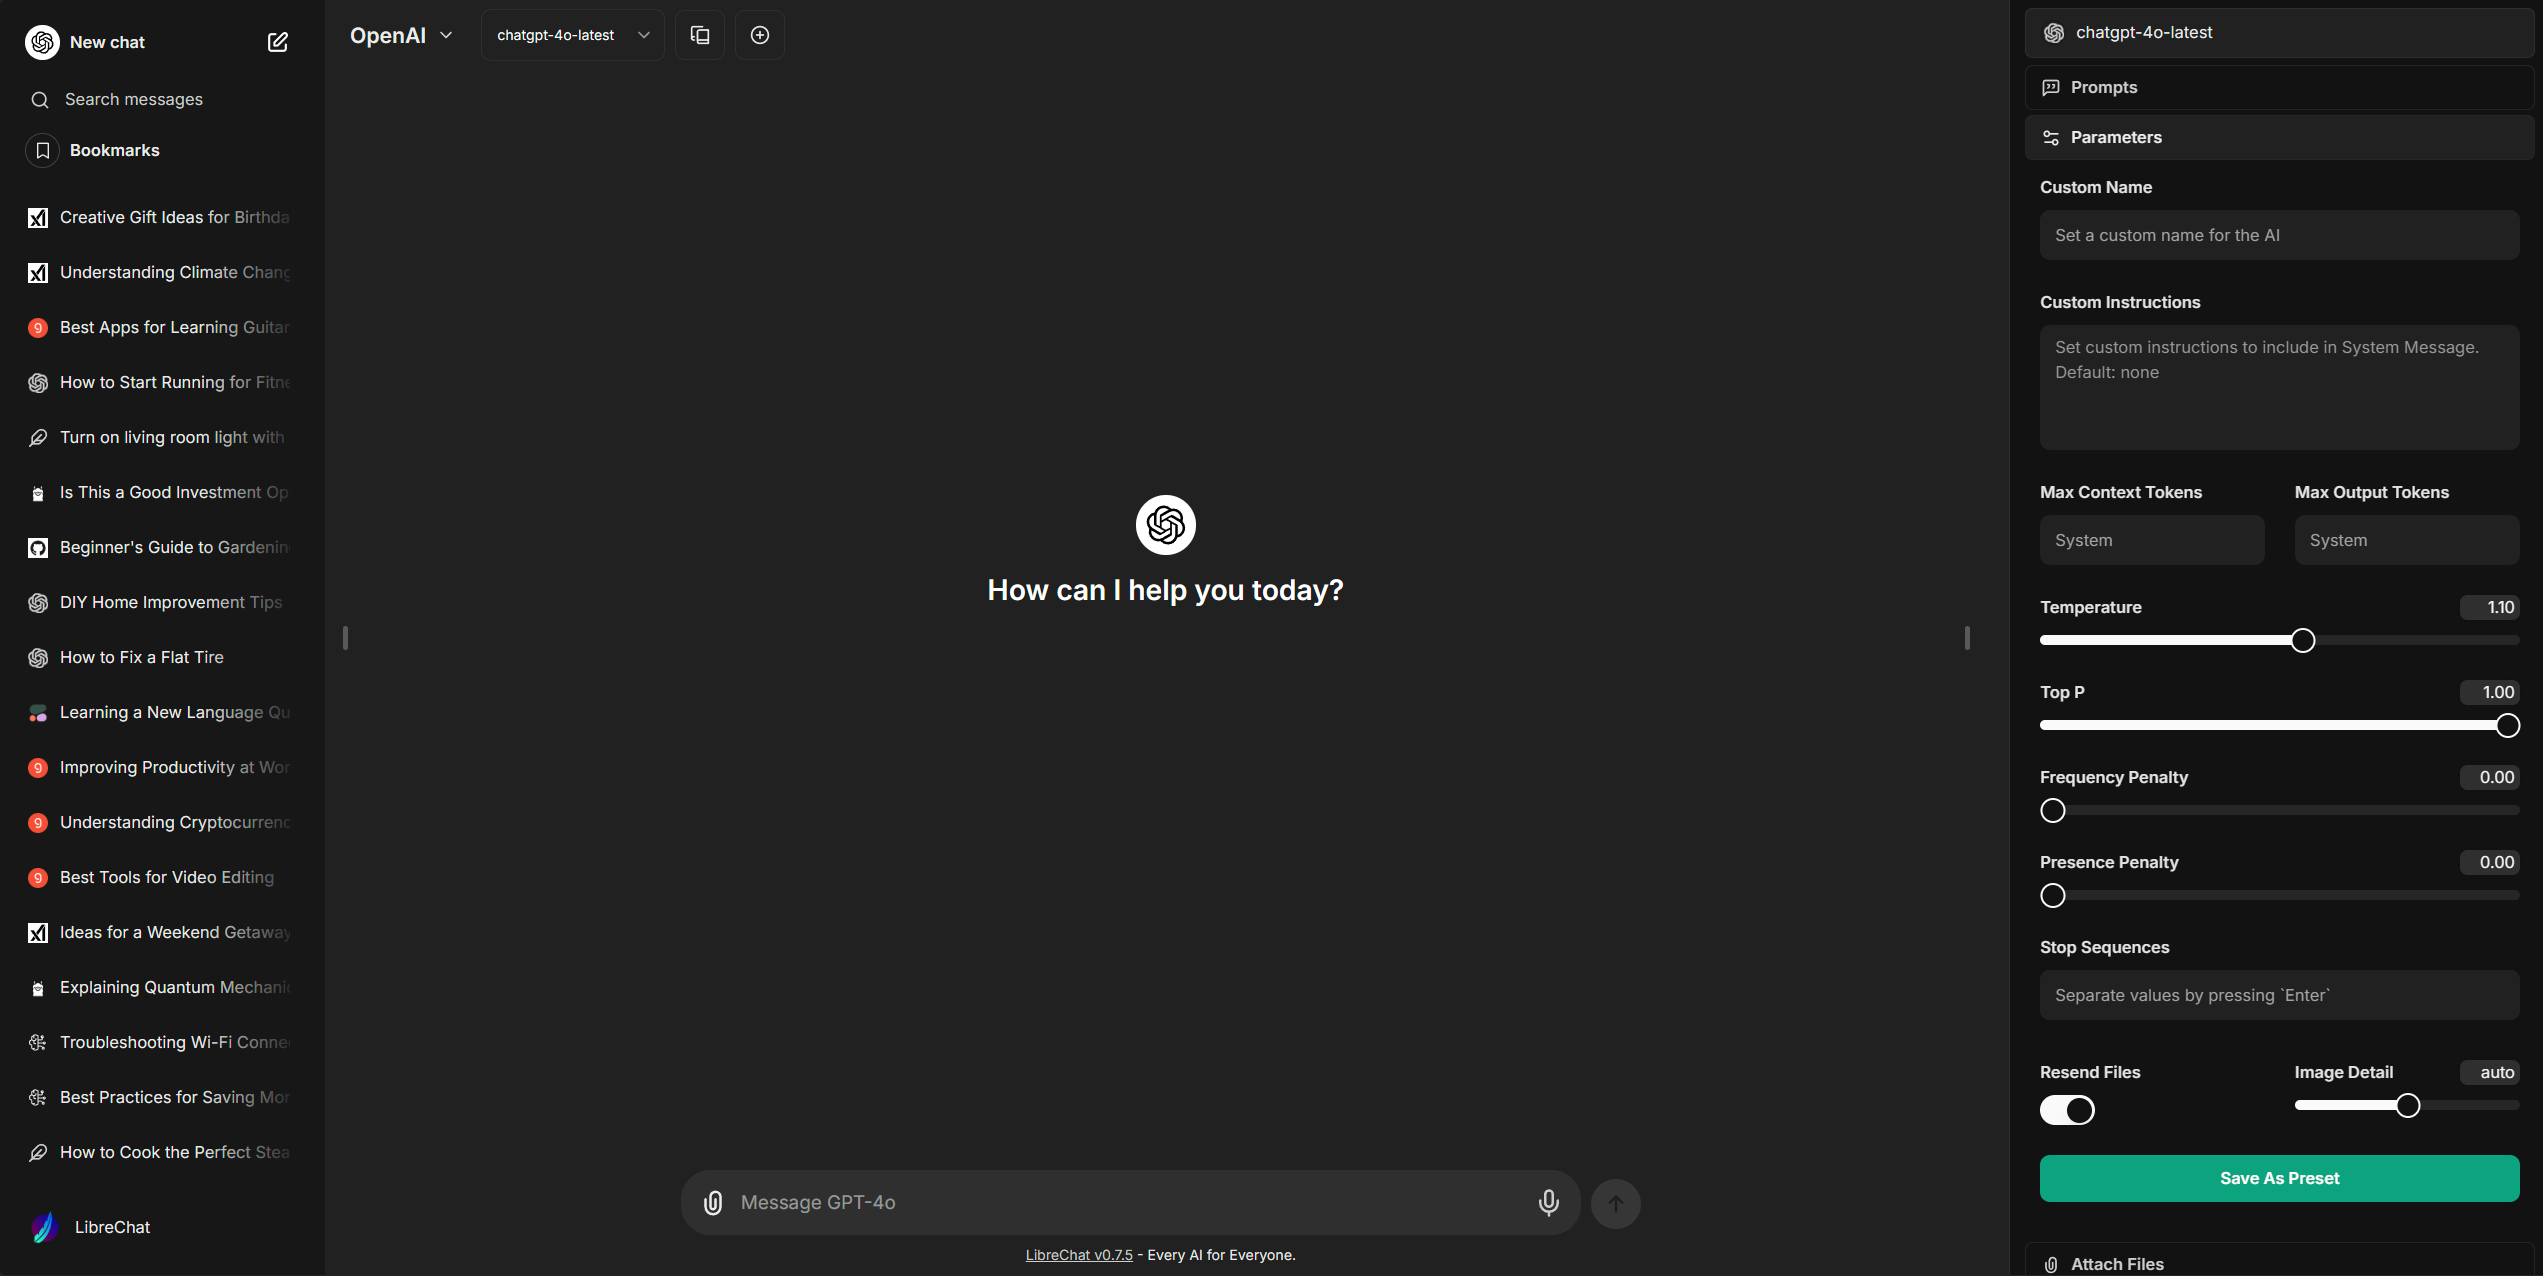 New chat
Search messages
Bookmarks
Creative Gift Ideas for Birthda
Understanding Climate Chang
9 Best Apps for Learning Guitar
How to Start Running for Fitne
Turn on living room light with
Is This a Good Investment Op
Beginner's Guide to Gardenin
DIY Home Improvement Tips
How to Fix a Flat Tire
Learning a New Language Qu
9 Improving Productivity at Wor
9 Understanding Cryptocurrenc
9 Best Tools for Video Editing
Ideas for a Weekend Getaway
Explaining Quantum Mechanic
Troubleshooting Wi-Fi Conne
Best Practices for Saving Mon
How to Cook the Perfect Stea
LibreChat
OpenAI
chatgpt-4o-latest
How can I help you today?
Message GPT-4o
LibreChat v0.7.5 - Every AI for Everyone.
chatgpt-4o-latest
Prompts
Parameters
Custom Name
Set a custom name for the AI
Custom Instructions
Set custom instructions to include in System Message.
Default: none
Max Context Tokens
Max Output Tokens
System
System
Temperature 1.10
Top P 1.00
Frequency Penalty 0.00
Presence Penalty 0.00
Stop Sequences
Separate values by pressing `Enter`
Resend Files
Image Detail auto
Save As Preset
Attach Files